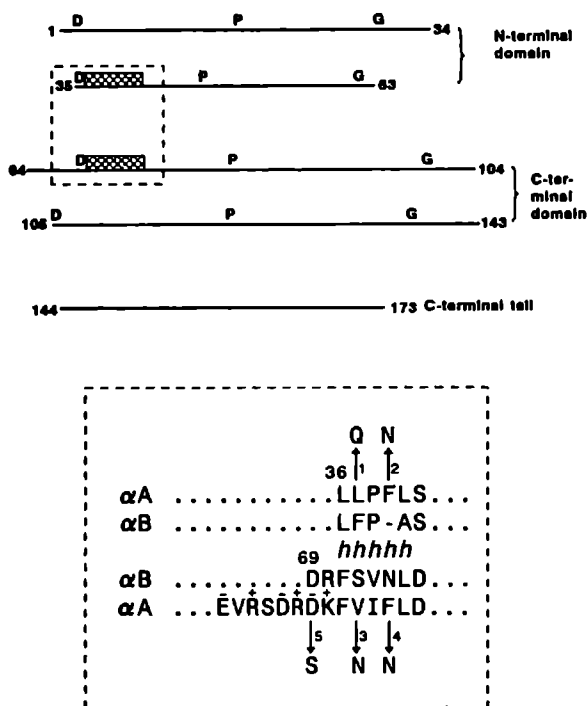 D P G
1 34
N-terminal
domain
D P G
35 63
D P G
64 104
C-ter-
minal
domain
D P G
105 143
144 173 C-terminal tail
Q N
36 1 2
αA ...........LLPFLS...
αB ...........LFP-AS...
hhhhh
69
αB .........DRFSVNLD...
- + - + - +
αA ...EVRSDRDKFVIFLD...
5 3 4
S N N